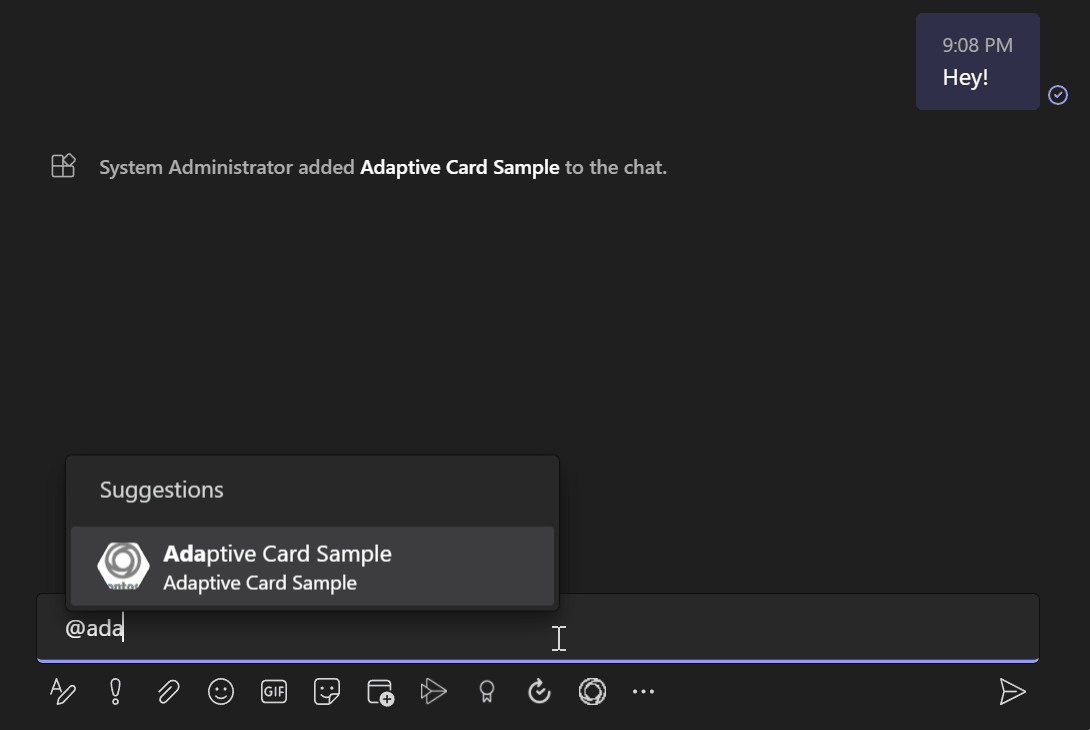 9:08 PM
Hey!
System Administrator added Adaptive Card Sample to the chat.
Suggestions
Adaptive Card Sample
Adaptive Card Sample
@ada
GIF